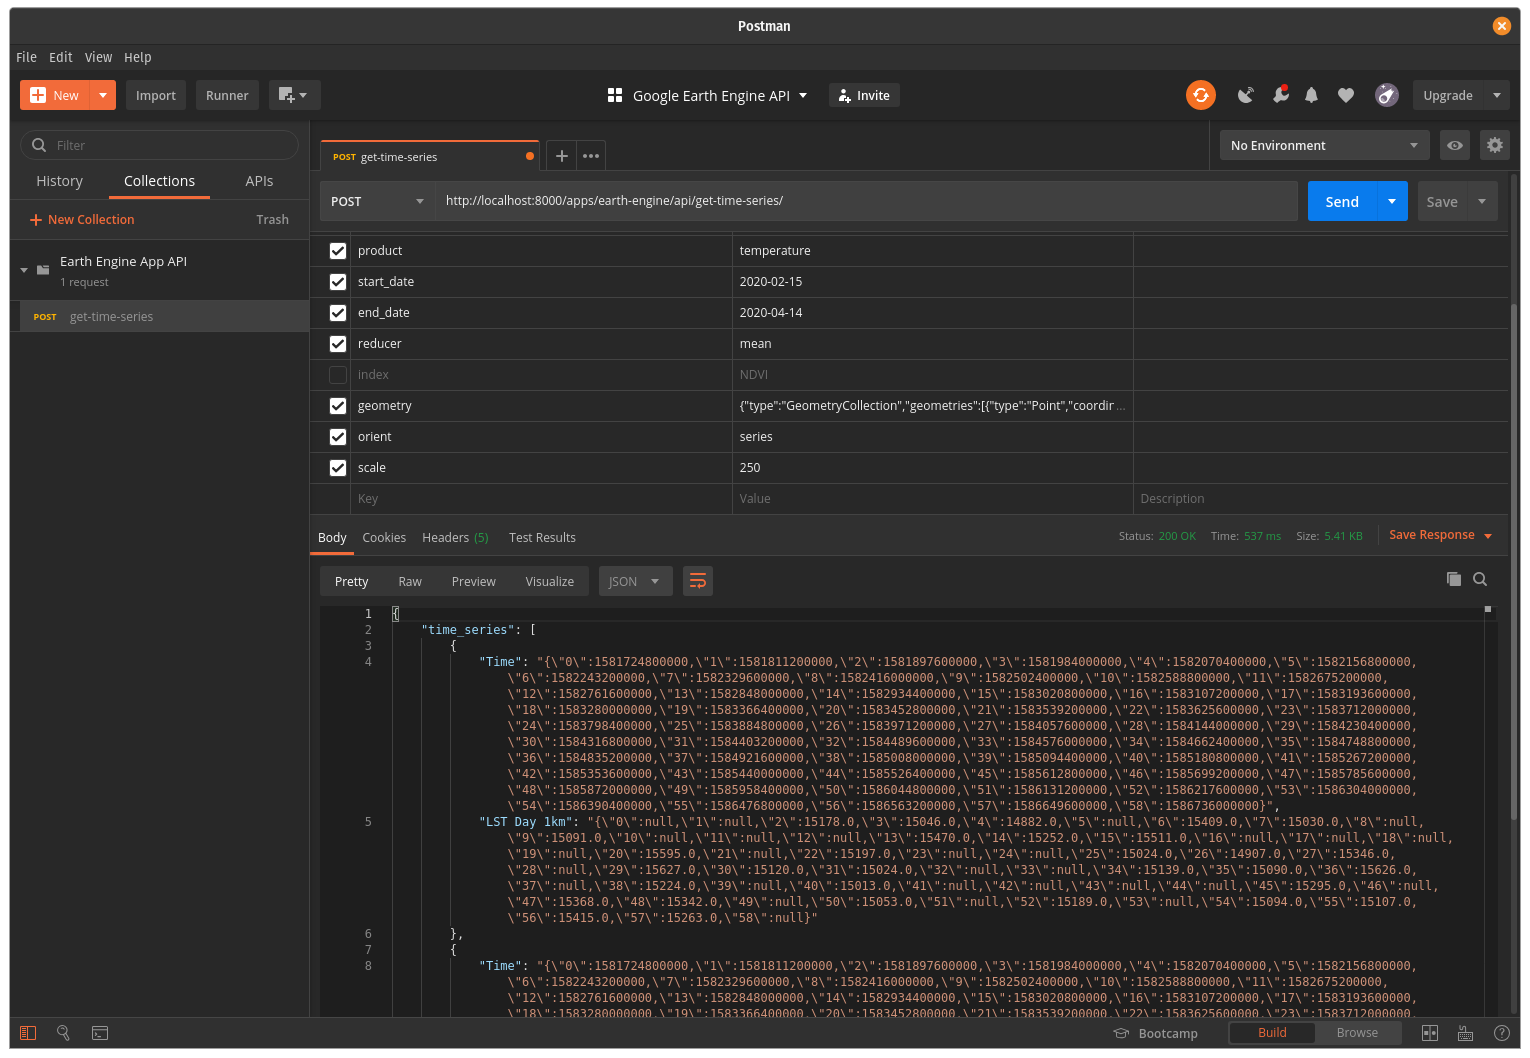 Postman
File Edit View Help
New Import Runner Google Earth Engine API Invite Upgrade
Filter
History Collections APIs
New Collection Trash
Earth Engine App API
1 request
POST get-time-series
POST get-time-series
No Environment
POST http://localhost:8000/apps/earth-engine/api/get-time-series/ Send Save
product temperature
start_date 2020-02-15
end_date 2020-04-14
reducer mean
index NDVI
geometry {"type":"GeometryCollection","geometries":[{"type":"Point","coordir ...
orient series
scale 250
Key Value Description
Body Cookies Headers (5) Test Results Status: 200 OK Time: 537 ms Size: 5.41 KB Save Response
Pretty Raw Preview Visualize JSON
1 {
2 "time_series": [
3 {
4 "Time": "{\"0\":1581724800000,\"1\":1581811200000,\"2\":1581897600000,\"3\":1581984000000,\"4\":1582070400000,\"5\":1582156800000,
\"6\":1582243200000,\"7\":1582329600000,\"8\":1582416000000,\"9\":1582502400000,\"10\":1582588800000,\"11\":1582675200000,
\"12\":1582761600000,\"13\":1582848000000,\"14\":1582934400000,\"15\":1583020800000,\"16\":1583107200000,\"17\":1583193600000,
\"18\":1583280000000,\"19\":1583366400000,\"20\":1583452800000,\"21\":1583539200000,\"22\":1583625600000,\"23\":1583712000000,
\"24\":1583798400000,\"25\":1583884800000,\"26\":1583971200000,\"27\":1584057600000,\"28\":1584144000000,\"29\":1584230400000,
\"30\":1584316800000,\"31\":1584403200000,\"32\":1584489600000,\"33\":1584576000000,\"34\":1584662400000,\"35\":1584748800000,
\"36\":1584835200000,\"37\":1584921600000,\"38\":1585008000000,\"39\":1585094400000,\"40\":1585180800000,\"41\":1585267200000,
\"42\":1585353600000,\"43\":1585440000000,\"44\":1585526400000,\"45\":1585612800000,\"46\":1585699200000,\"47\":1585785600000,
\"48\":1585872000000,\"49\":1585958400000,\"50\":1586044800000,\"51\":1586131200000,\"52\":1586217600000,\"53\":1586304000000,
\"54\":1586390400000,\"55\":1586476800000,\"56\":1586563200000,\"57\":1586649600000,\"58\":1586736000000}",
5 "LST Day 1km": "{\"0\":null,\"1\":null,\"2\":15178.0,\"3\":15046.0,\"4\":14882.0,\"5\":null,\"6\":15409.0,\"7\":15030.0,\"8\":null,
\"9\":15091.0,\"10\":null,\"11\":null,\"12\":null,\"13\":15470.0,\"14\":15252.0,\"15\":15511.0,\"16\":null,\"17\":null,\"18\":null,
\"19\":null,\"20\":15595.0,\"21\":null,\"22\":15197.0,\"23\":null,\"24\":null,\"25\":15024.0,\"26\":14907.0,\"27\":15346.0,
\"28\":null,\"29\":15627.0,\"30\":15120.0,\"31\":15024.0,\"32\":null,\"33\":null,\"34\":15139.0,\"35\":15090.0,\"36\":15626.0,
\"37\":null,\"38\":15224.0,\"39\":null,\"40\":15013.0,\"41\":null,\"42\":null,\"43\":null,\"44\":null,\"45\":15295.0,\"46\":null,
\"47\":15368.0,\"48\":15342.0,\"49\":null,\"50\":15053.0,\"51\":null,\"52\":15189.0,\"53\":null,\"54\":15094.0,\"55\":15107.0,
\"56\":15415.0,\"57\":15263.0,\"58\":null}"
6 },
7 {
8 "Time": "{\"0\":1581724800000,\"1\":1581811200000,\"2\":1581897600000,\"3\":1581984000000,\"4\":1582070400000,\"5\":1582156800000,
\"6\":1582243200000,\"7\":1582329600000,\"8\":1582416000000,\"9\":1582502400000,\"10\":1582588800000,\"11\":1582675200000,
\"12\":1582761600000,\"13\":1582848000000,\"14\":1582934400000,\"15\":1583020800000,\"16\":1583107200000,\"17\":1583193600000,
\"18\":1583280000000,\"19\":1583366400000,\"20\":1583452800000,\"21\":1583539200000,\"22\":1583625600000,\"23\":1583712000000,
Bootcamp Build Browse